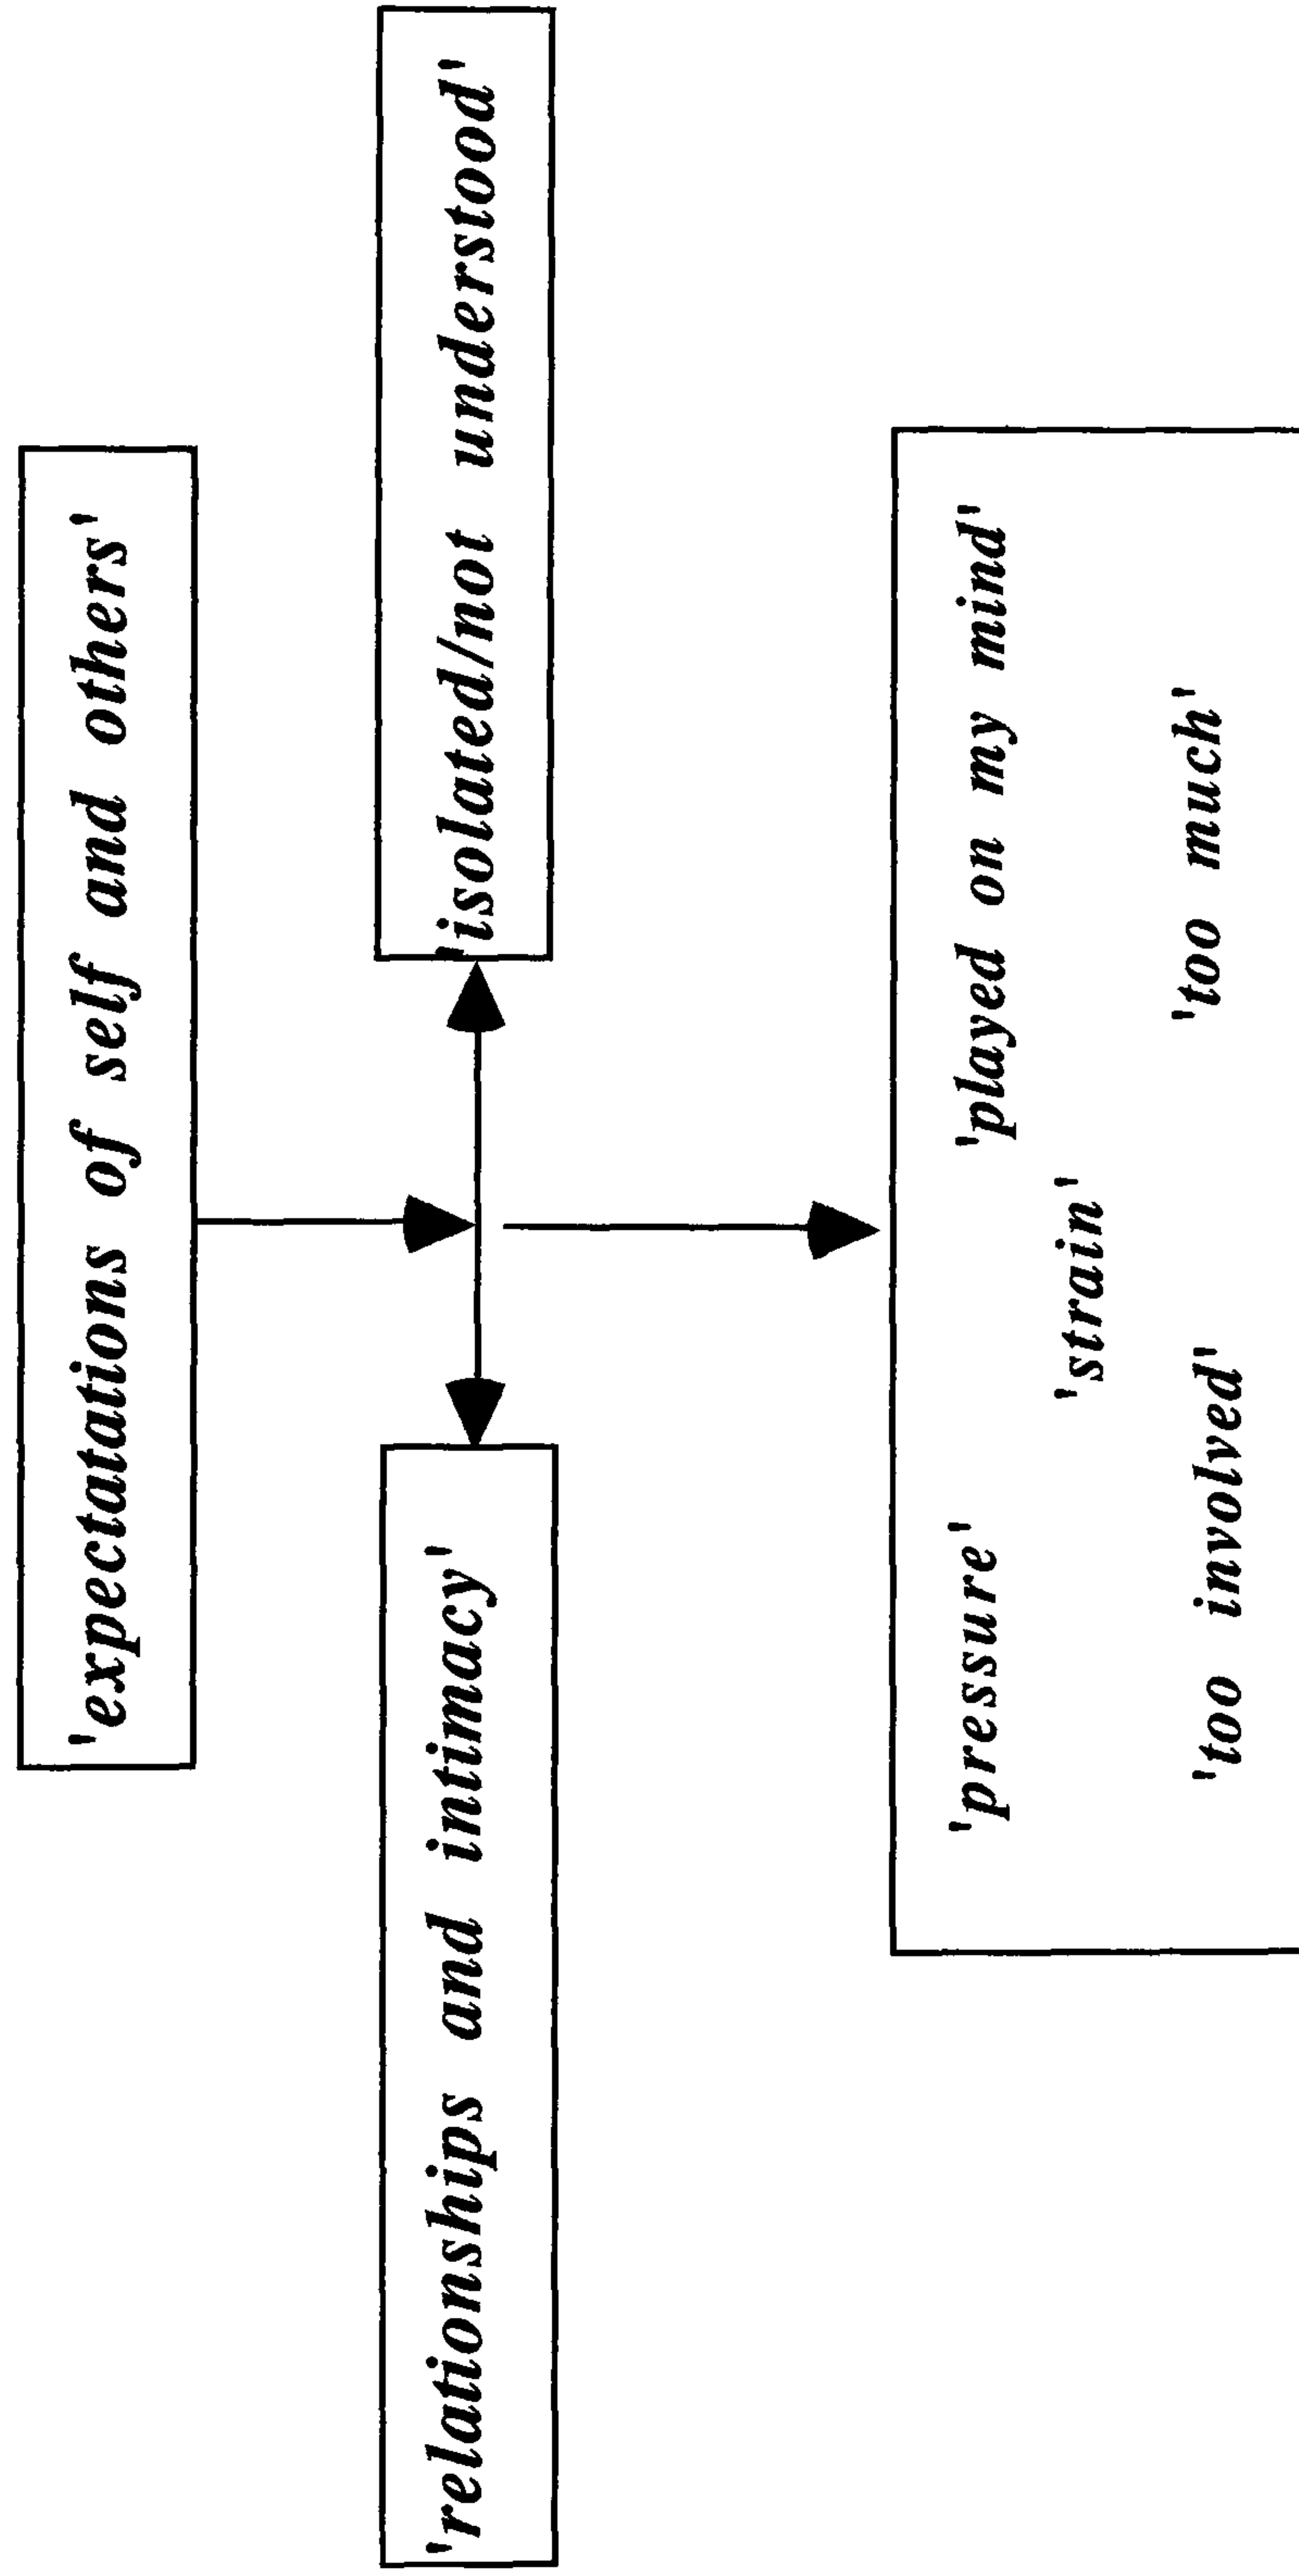 'expectatations of self and others'
'relationships and intimacy'
'isolated/not understood'
'pressure'
'played on my mind'
'strain'
'too involved'
'too much'